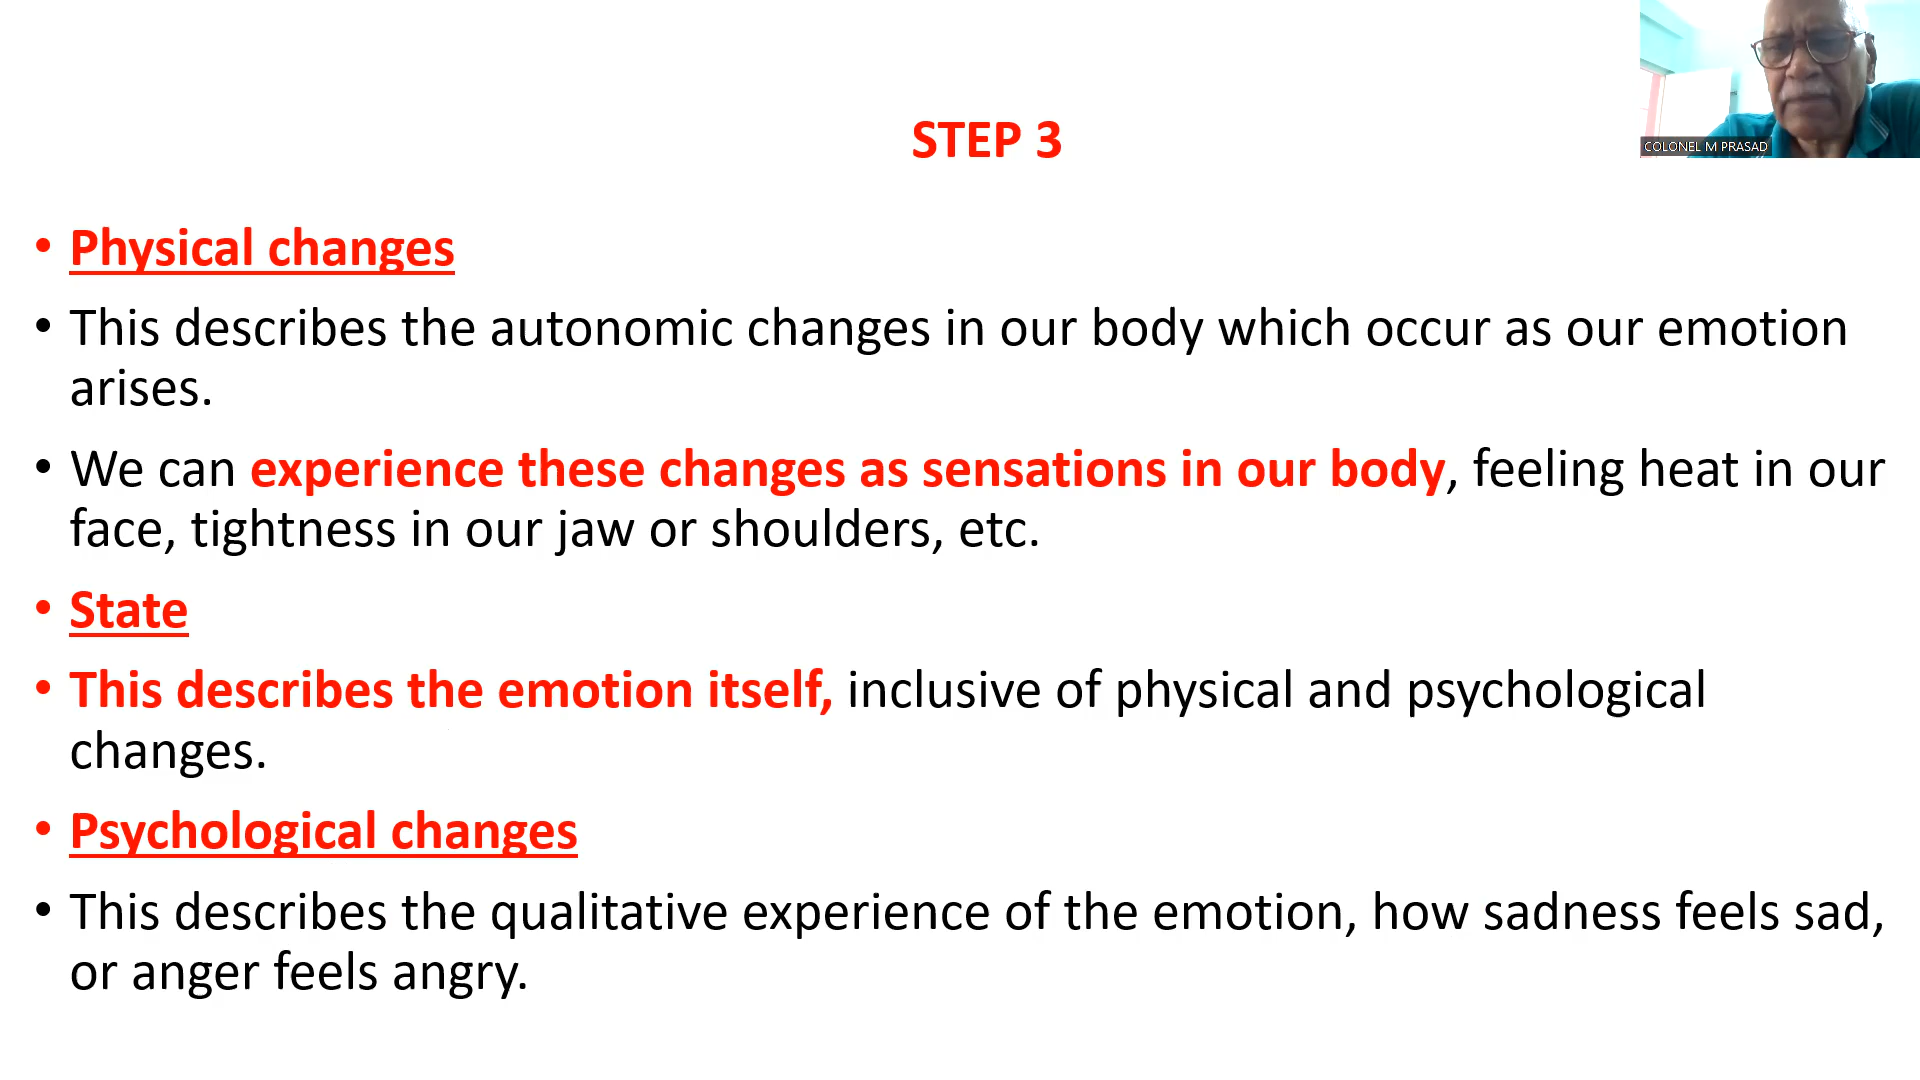 COLONEL M PRASAD
STEP 3
• Physical changes
• This describes the autonomic changes in our body which occur as our emotion
arises.
• We can experience these changes as sensations in our body, feeling heat in our
face, tightness in our jaw or shoulders, etc.
• State
• This describes the emotion itself, inclusive of physical and psychological
changes.
• Psychological changes
• This describes the qualitative experience of the emotion, how sadness feels sad,
or anger feels angry.